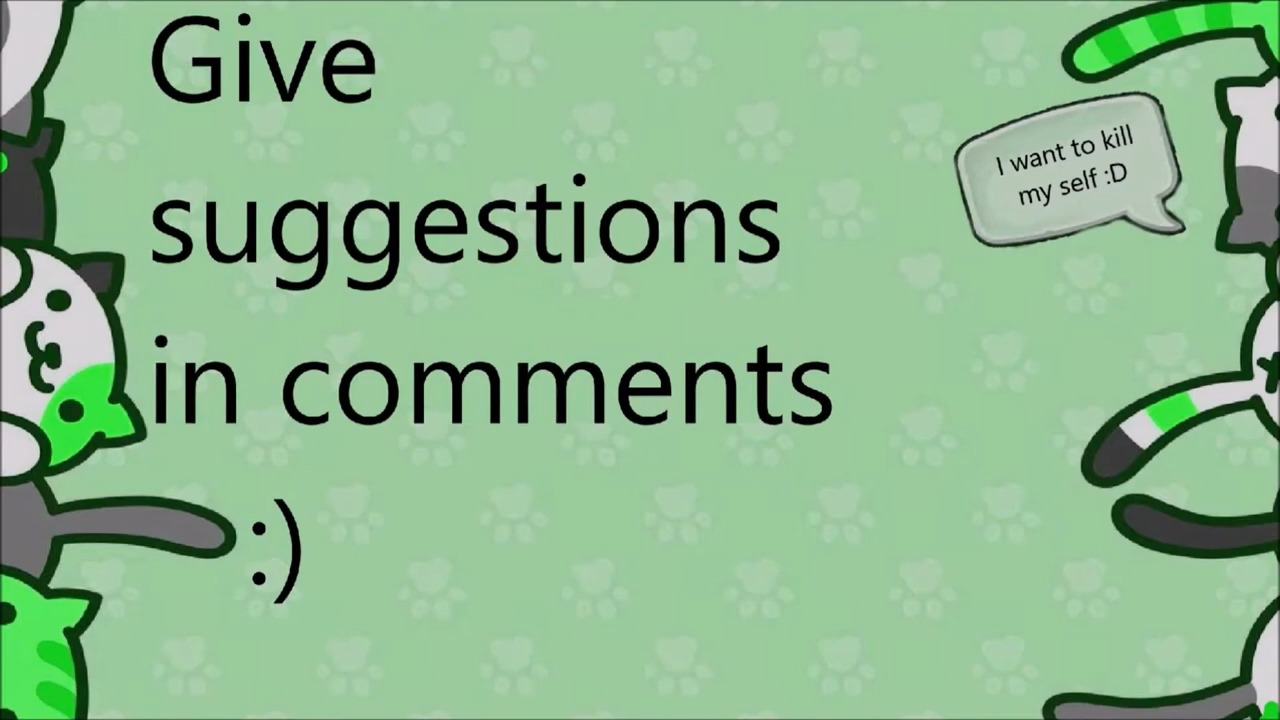 Give
suggestions
in comments
:)
I want to kill
my self :D